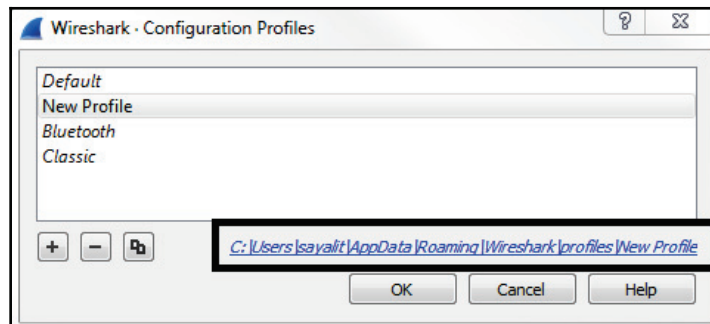 Wireshark · Configuration Profiles
Default
New Profile
Bluetooth
Classic
C:\Users\sayalit\AppData\Roaming\Wireshark\profiles\New Profile
OK Cancel Help